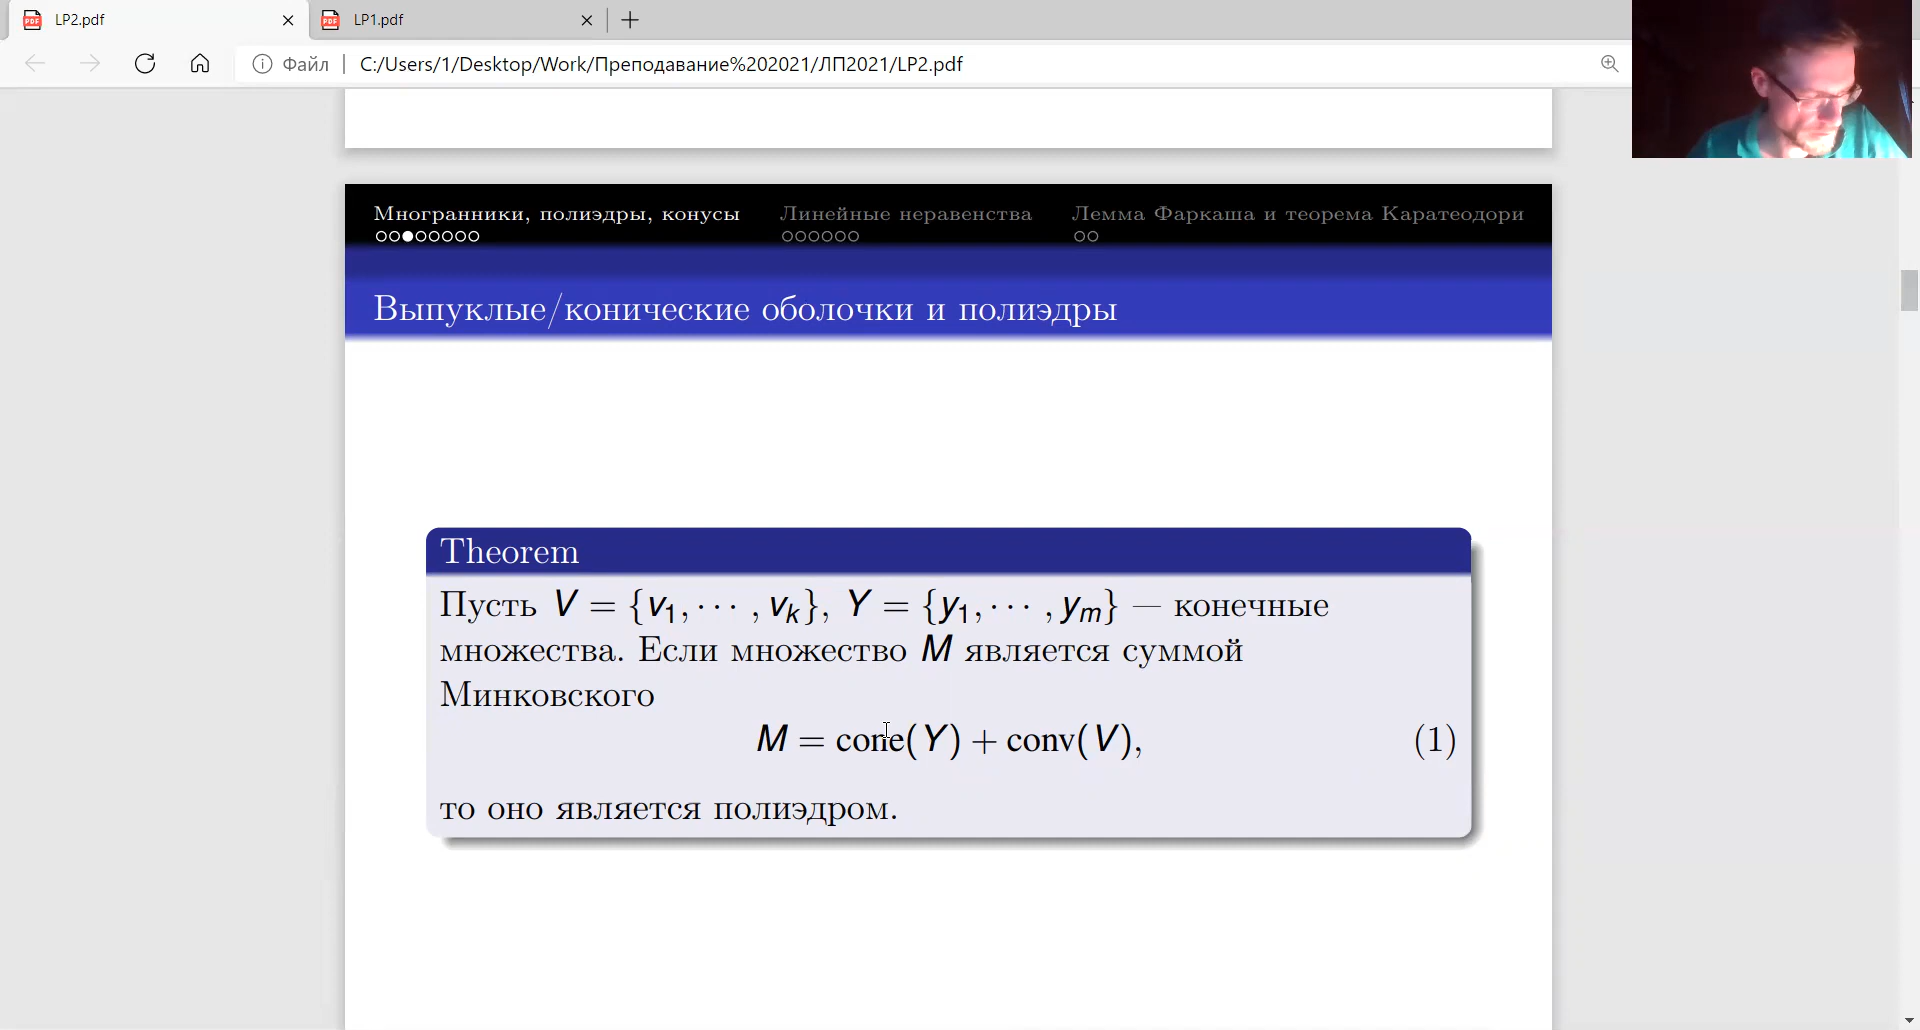 LP2.pdf
LP1.pdf
Файл
C:/Users/1/Desktop/Work/Преподавание%202021/ЛП2021/LP2.pdf
Многранники, полиэдры, конусы
Линейные неравенства
Лемма Фаркаша и теорема Каратеодори
Выпуклые/конические оболочки и полиэдры
Theorem
Пусть V = {v₁, ··· , vₖ}, Y = {y₁, ··· , yₘ} — конечные
множества. Если множество M является суммой
Минковского
M = cone(Y) + conv(V), (1)
то оно является полиэдром.